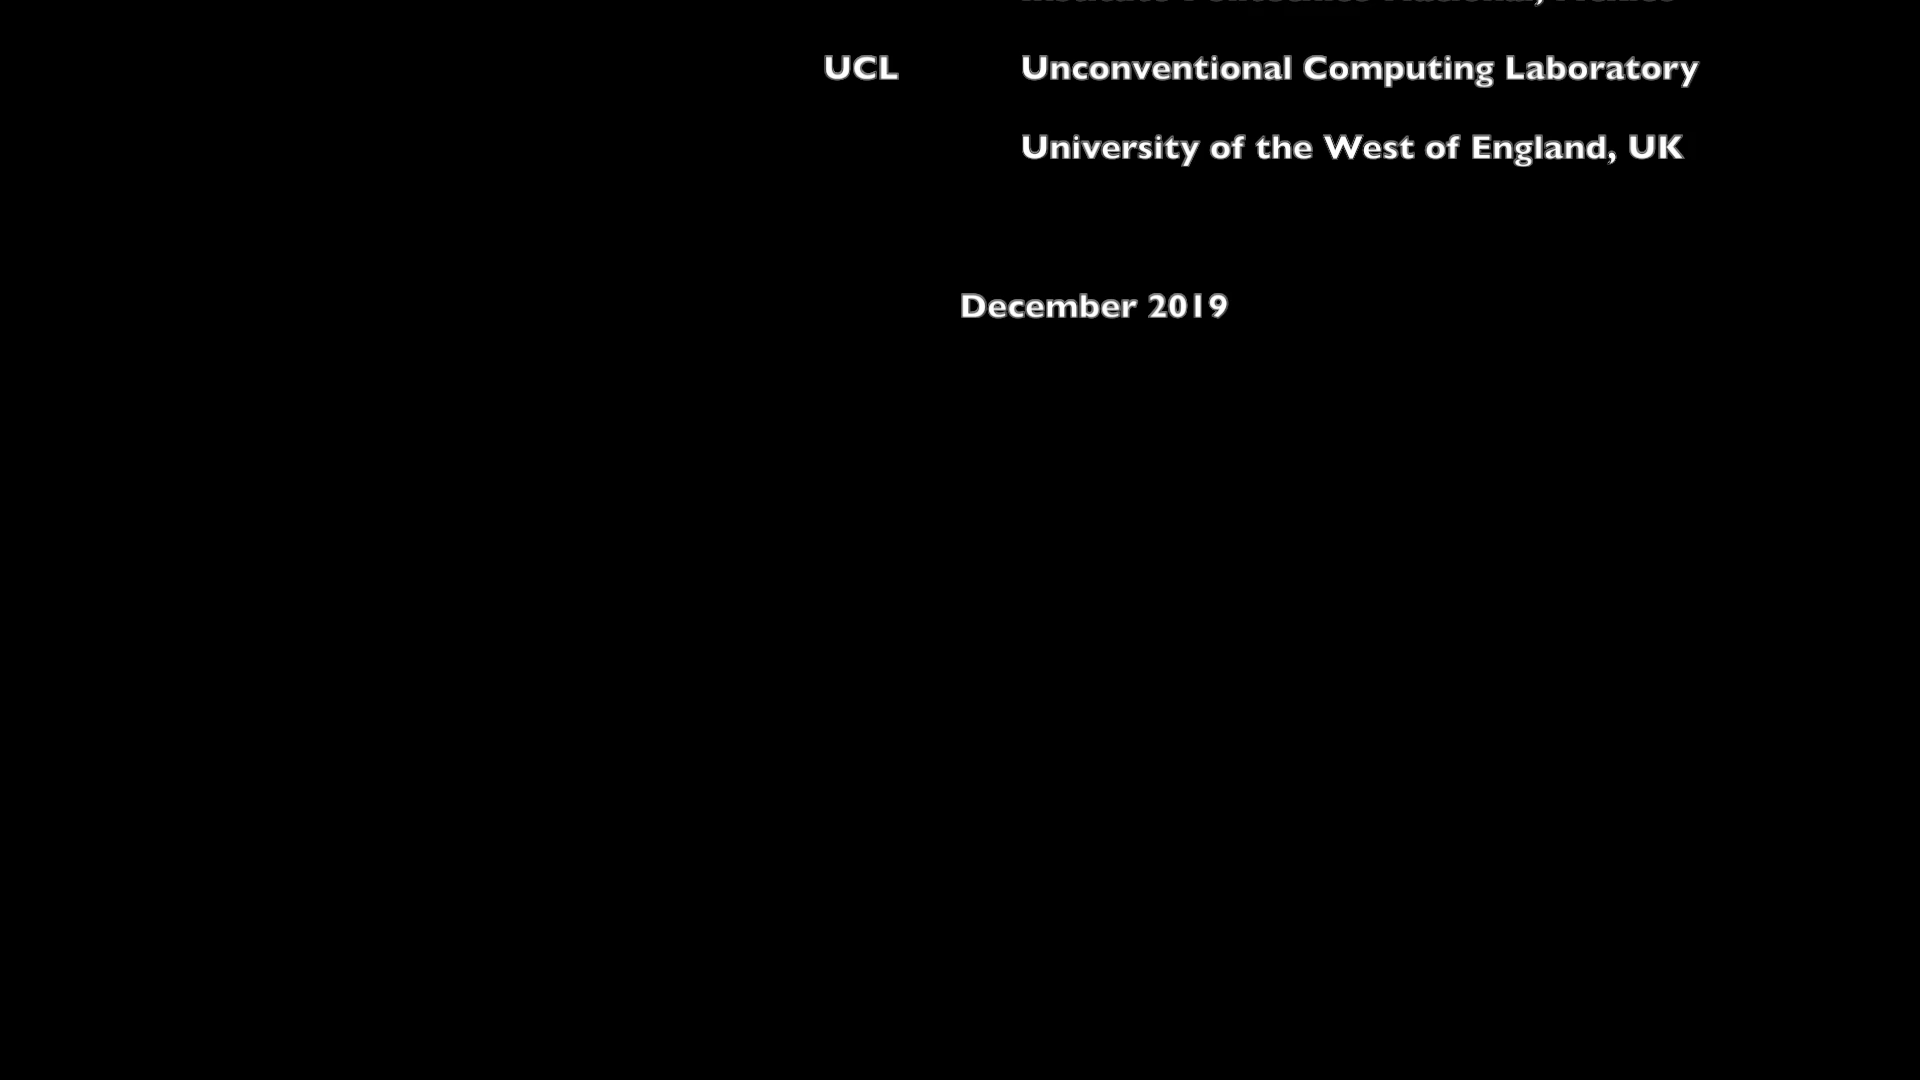 UCL Unconventional Computing Laboratory
University of the West of England, UK
December 2019